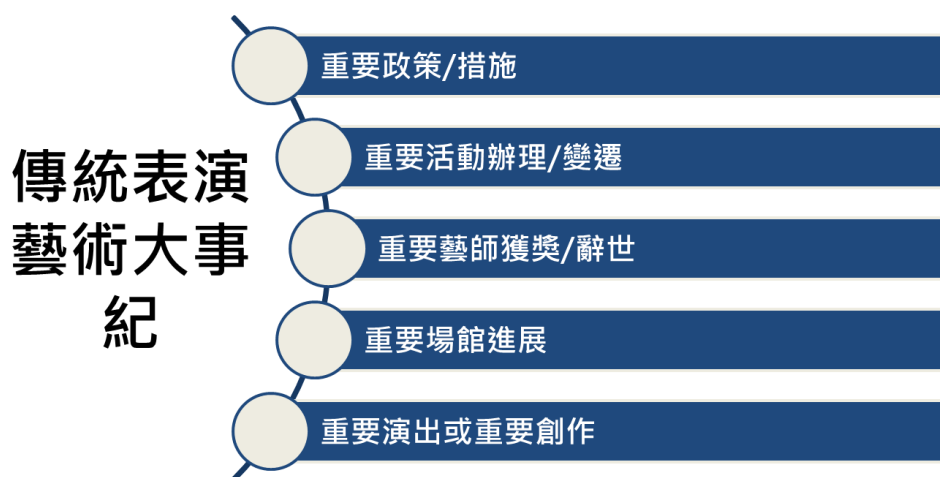 傳統表演
藝術大事
紀
重要政策/措施
重要活動辦理/變遷
重要藝師獲獎/辭世
重要場館進展
重要演出或重要創作